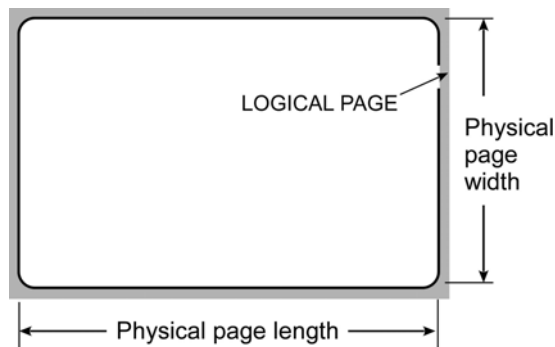 LOGICAL PAGE
Physical
page
width
Physical page length